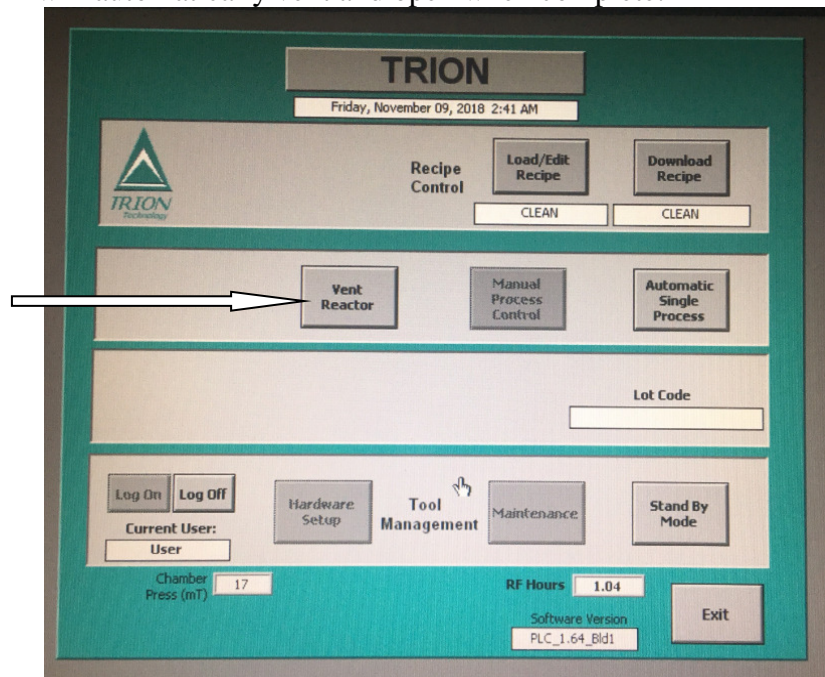 TRION
Friday, November 09, 2018 2:41 AM
TRION
Technology
Recipe
Control
Load/Edit
Recipe
Download
Recipe
CLEAN
CLEAN
Vent
Reactor
Manual
Process
Control
Automatic
Single
Process
Lot Code
Log On
Log Off
Current User:
User
Hardware
Setup
Tool
Management
Maintenance
Stand By
Mode
Chamber
Press (mT)
17
RF Hours
1.04
Software Version
PLC_1.64_Bld1
Exit